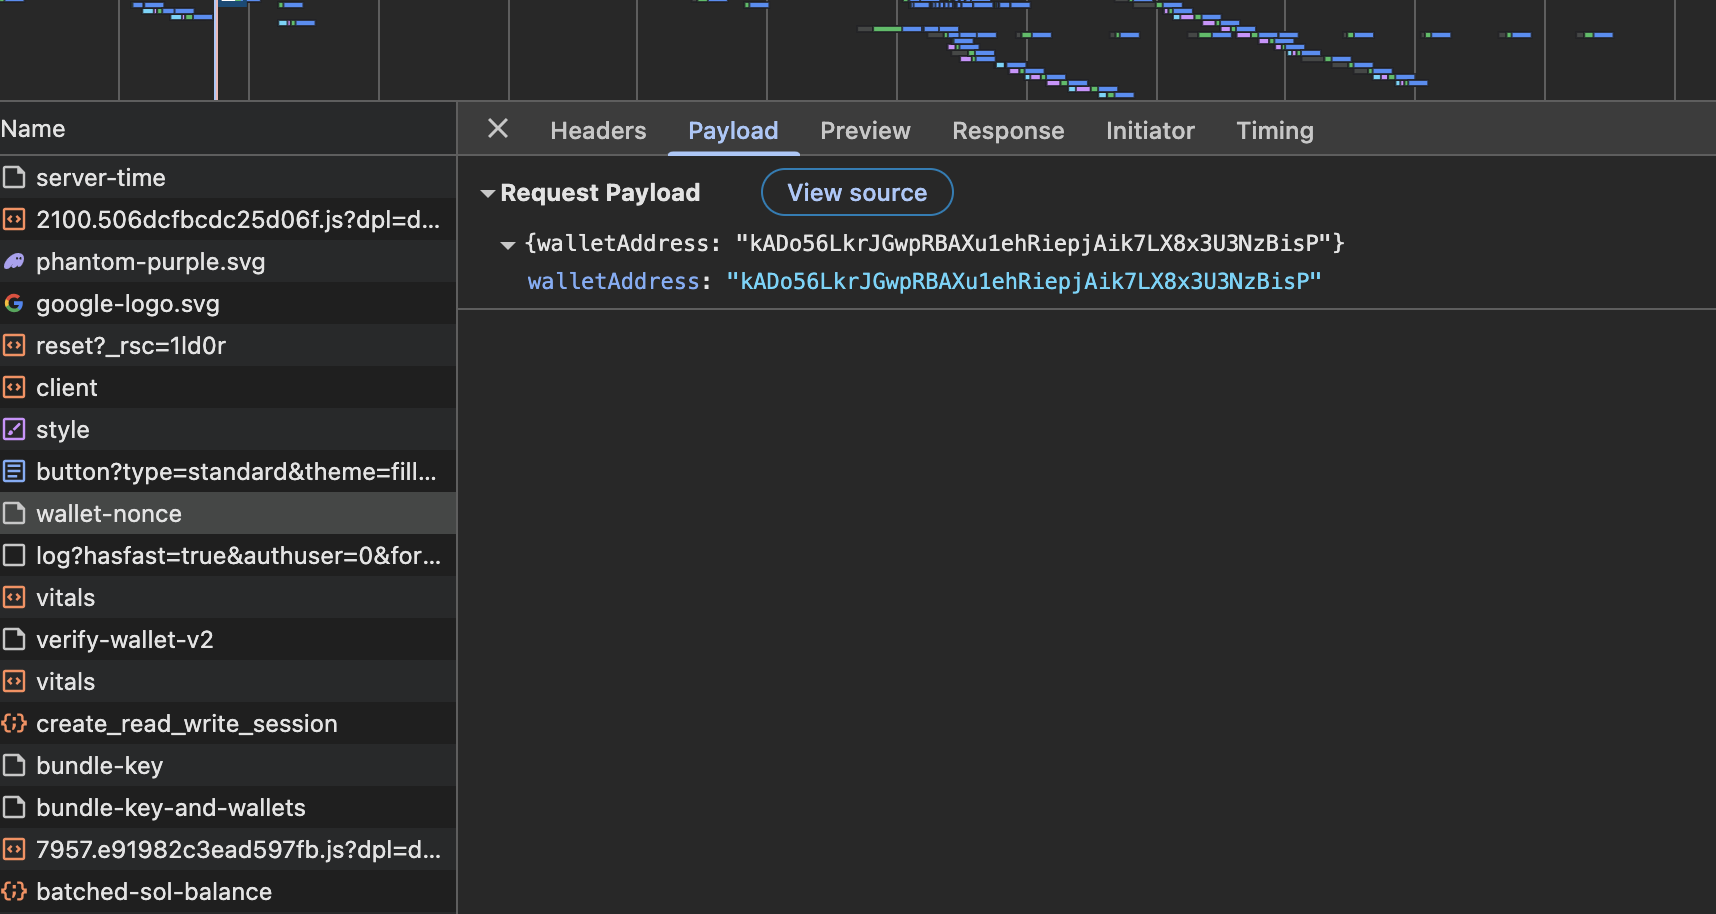 Name
Headers Payload Preview Response Initiator Timing
Request Payload View source
{walletAddress: "kADo56LkrJGwpRBAXu1ehRiepjAik7LX8x3U3NzBisP"}
walletAddress: "kADo56LkrJGwpRBAXu1ehRiepjAik7LX8x3U3NzBisP"
server-time
2100.506dcfbcdc25d06f.js?dpl=d...
phantom-purple.svg
google-logo.svg
reset?_rsc=1ld0r
client
style
button?type=standard&theme=fill...
wallet-nonce
log?hasfast=true&authuser=0&for...
vitals
verify-wallet-v2
vitals
create_read_write_session
bundle-key
bundle-key-and-wallets
7957.e91982c3ead597fb.js?dpl=d...
batched-sol-balance